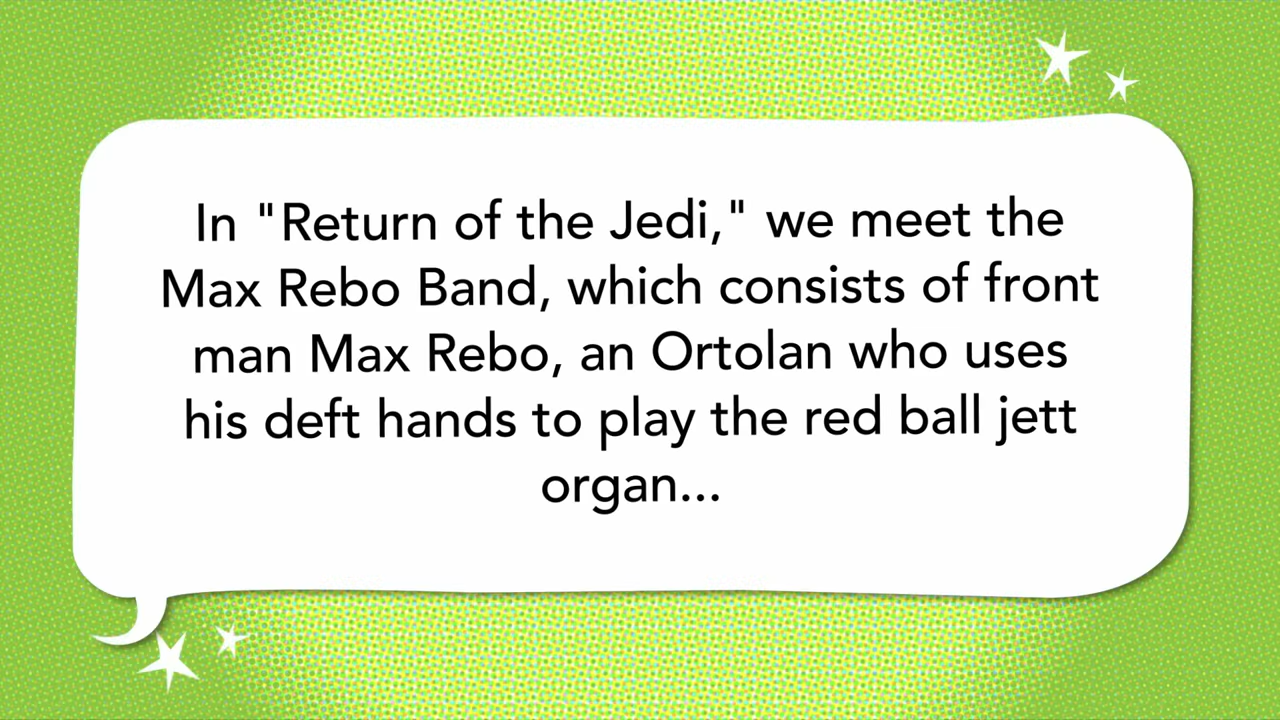 In "Return of the Jedi," we meet the
Max Rebo Band, which consists of front
man Max Rebo, an Ortolan who uses
his deft hands to play the red ball jett
organ...